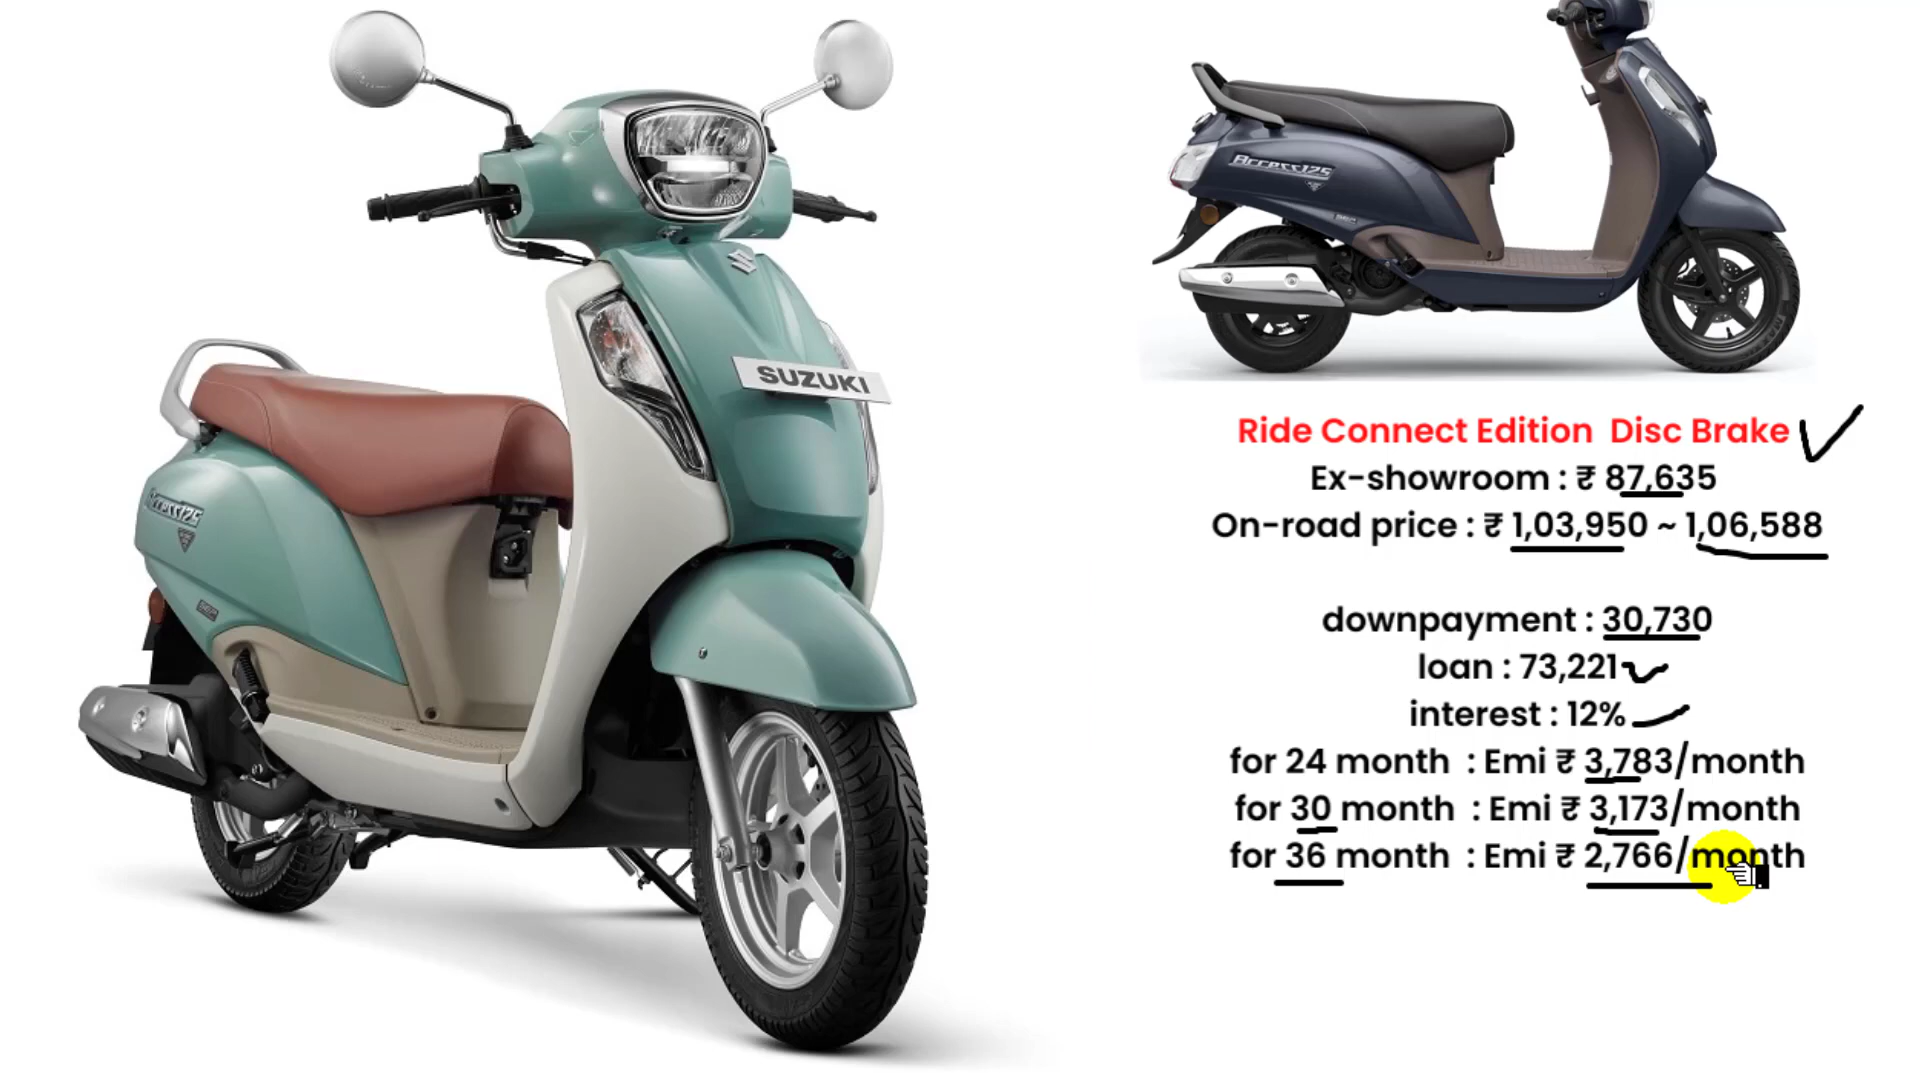 SUZUKI
Access125
Access125
Ride Connect Edition Disc Brake
Ex-showroom : ₹ 87,635
On-road price : ₹ 1,03,950 ~ 1,06,588
downpayment : 30,730
loan : 73,221
interest : 12%
for 24 month : Emi ₹ 3,783/month
for 30 month : Emi ₹ 3,173/month
for 36 month : Emi ₹ 2,766/month